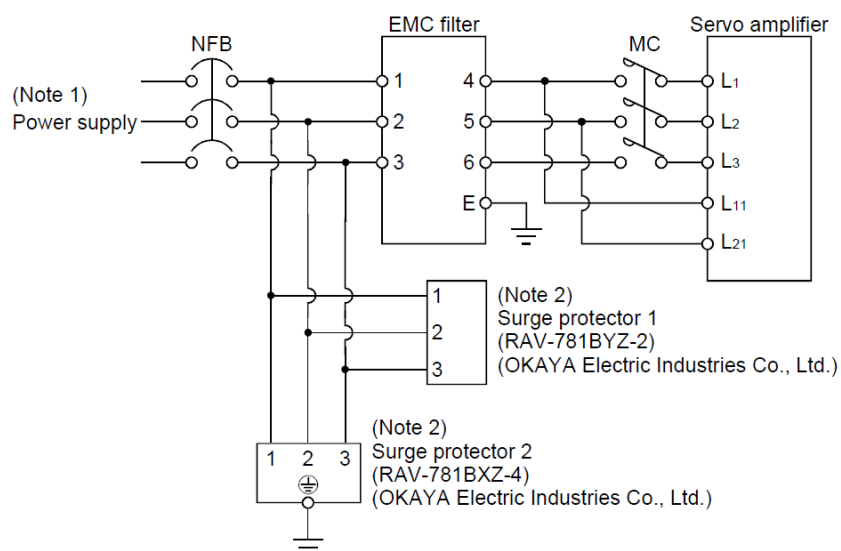 EMC filter
Servo amplifier
NFB
MC
(Note 1)
Power supply
1
4
L1
2
5
L2
3
6
L3
E
L11
L21
1
2
3
(Note 2)
Surge protector 1
(RAV-781BYZ-2)
(OKAYA Electric Industries Co., Ltd.)
1 2 3
(Note 2)
Surge protector 2
(RAV-781BXZ-4)
(OKAYA Electric Industries Co., Ltd.)